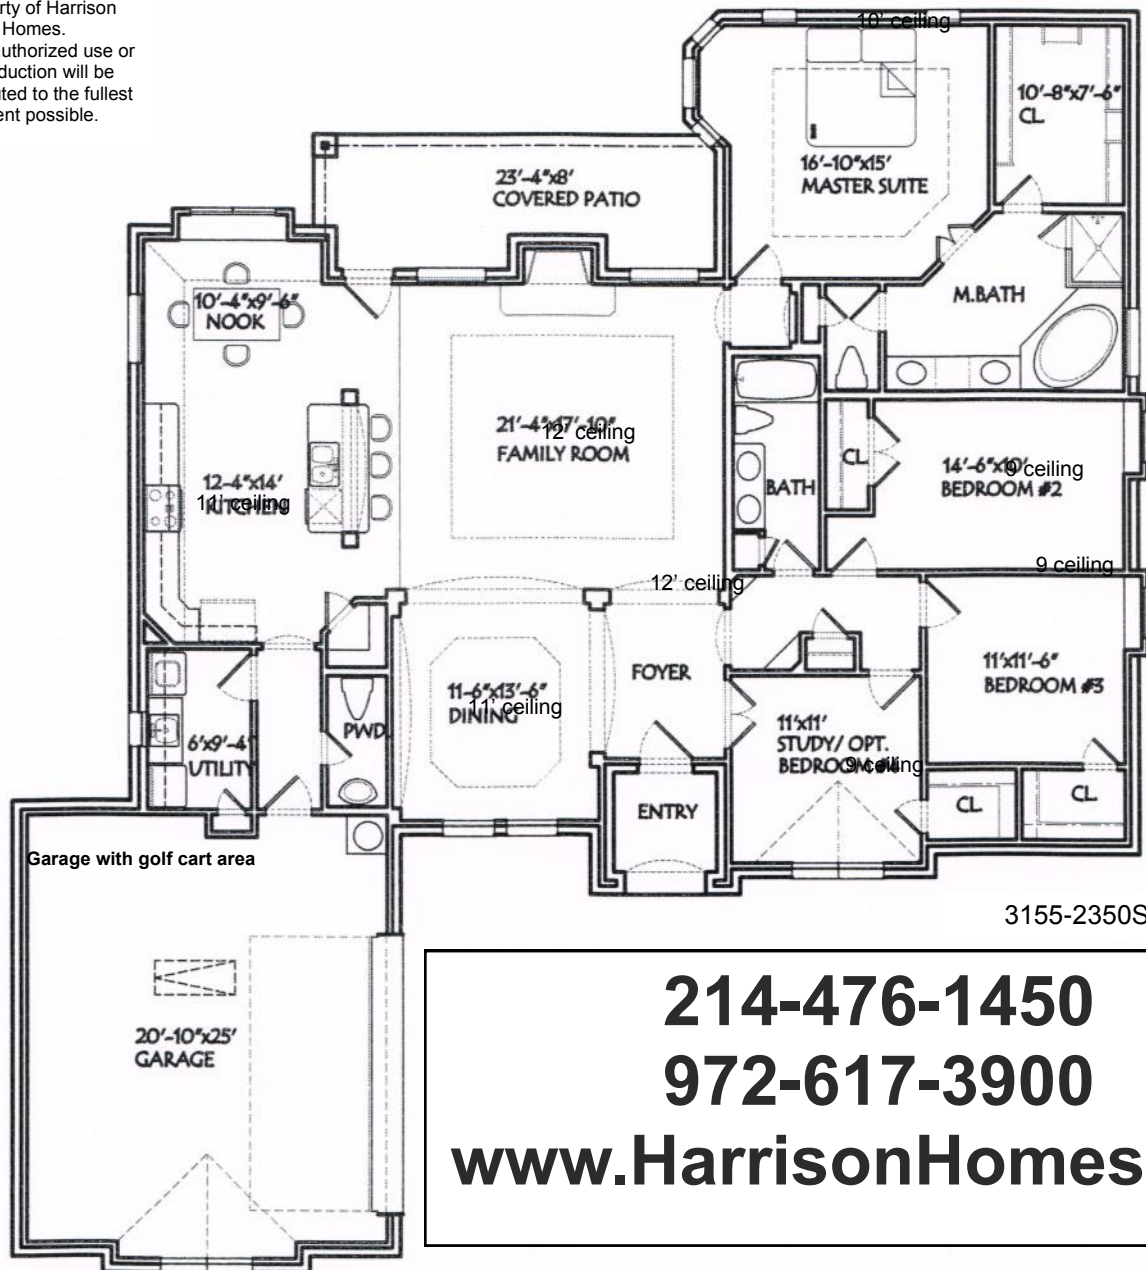 rty of Harrison
Homes.
uthorized use or
duction will be
uted to the fullest
ent possible.
10' ceiling
10'-8"x7'-6"
CL.
16'-10"x15'
MASTER SUITE
23'-4"x8'
COVERED PATIO
M.BATH
10'-4"x9'-6"
NOOK
21'-4"x17'-10"
12' ceiling
FAMILY ROOM
12-4"x14'
KITCHEN
11' ceiling
BATH
CL.
14'-6"x10'
9 ceiling
BEDROOM #2
9 ceiling
12' ceiling
FOYER
11'x11'-6"
BEDROOM #3
11-6"x13'-6"
11' ceiling
DINING
PWD.
6'x9'-4"
UTILITY
11'x11'
STUDY/ OPT.
BEDROOM
9 ceiling
ENTRY
CL.
CL.
Garage with golf cart area
20'-10"x25'
GARAGE
3155-2350S
214-476-1450
972-617-3900
www.HarrisonHomes